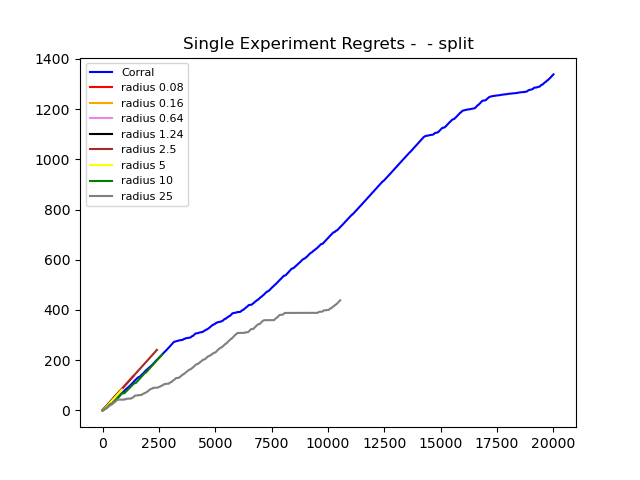 Single Experiment Regrets -  - split
1400
1200
1000
800
600
400
200
0
Corral
radius 0.08
radius 0.16
radius 0.64
radius 1.24
radius 2.5
radius 5
radius 10
radius 25
0 2500 5000 7500 10000 12500 15000 17500 20000